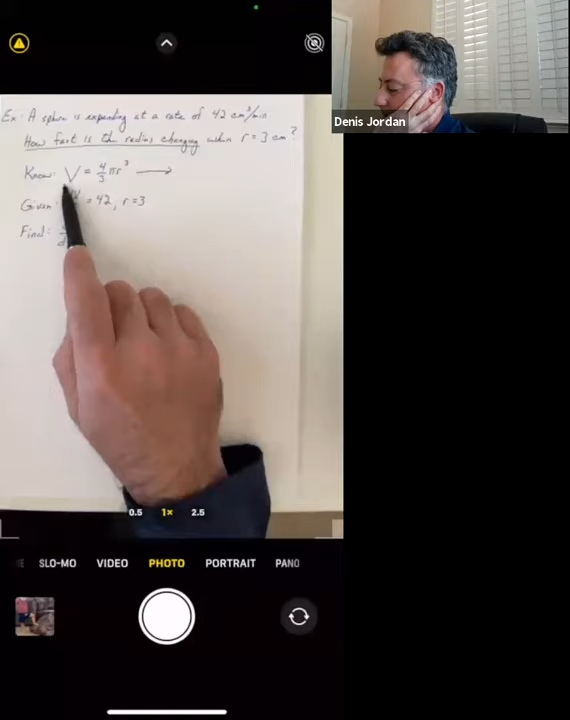 Ex: A sphere is expanding at a rate of 42 cm³/min.
How fast is the radius changing when r = 3 cm?
Know: V = 4/3 πr³ →
Given: = 42, r = 3
Find:
Denis Jordan
0.5 1× 2.5
SLO-MO VIDEO PHOTO PORTRAIT PANO